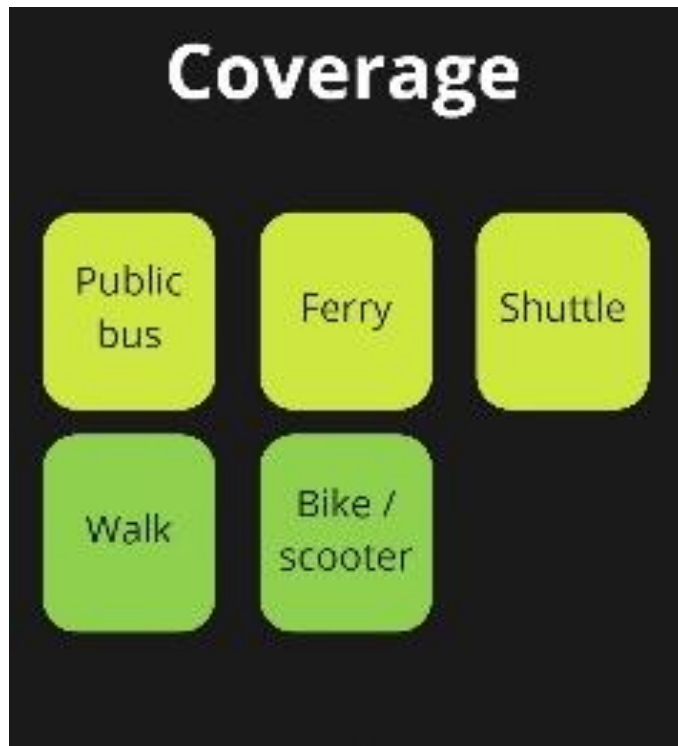 Coverage
Public
bus
Ferry
Shuttle
Walk
Bike /
scooter